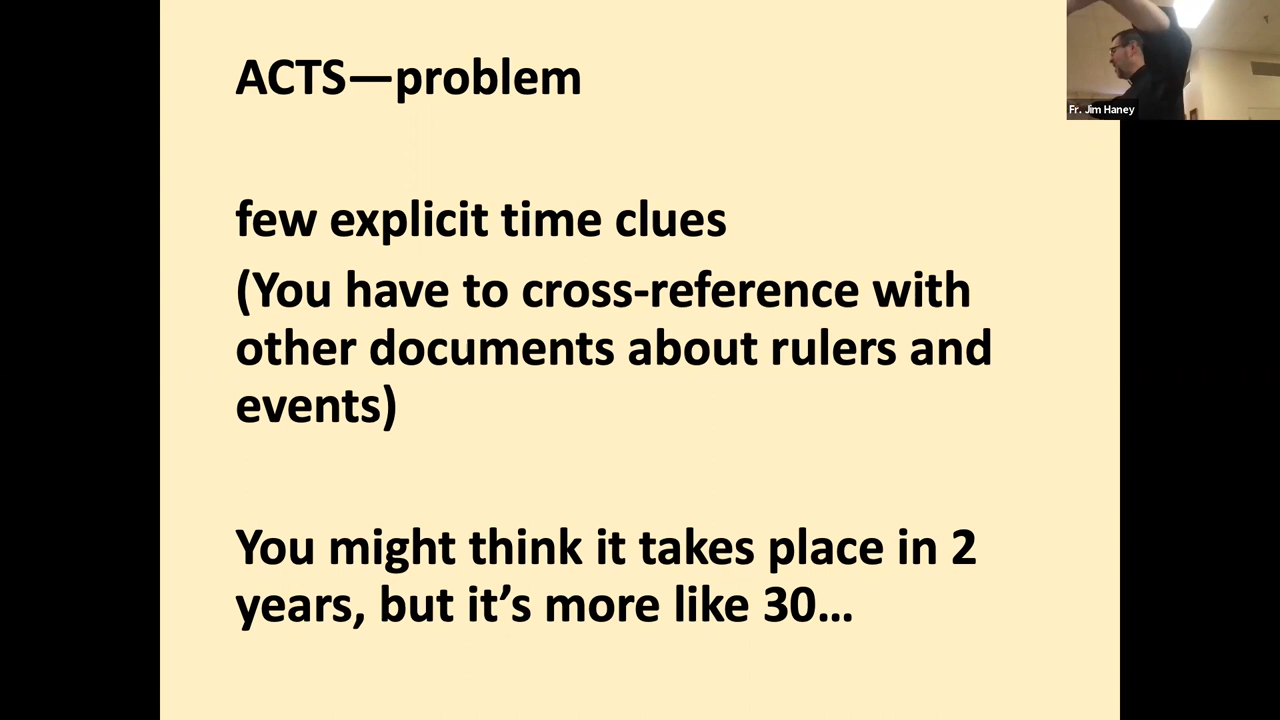 ACTS—problem
few explicit time clues
(You have to cross-reference with
other documents about rulers and
events)
You might think it takes place in 2
years, but it’s more like 30…
Fr. Jim Haney